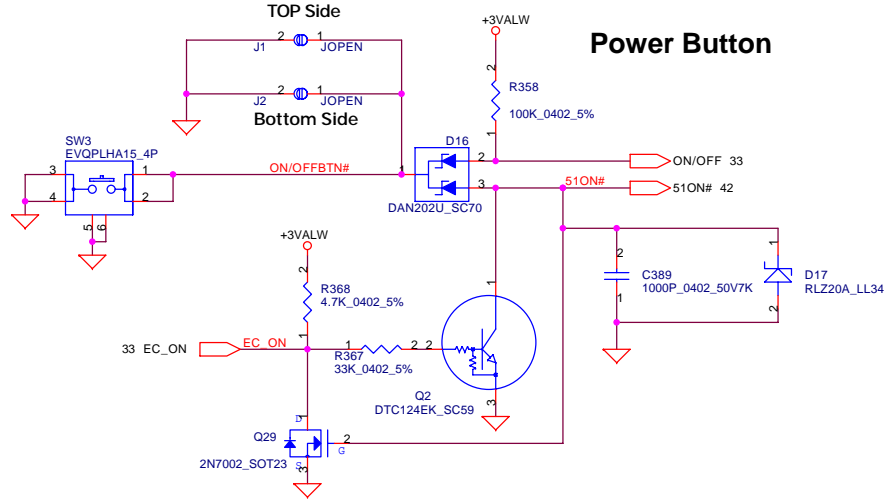 TOP Side
+3VALW
Power Button
2 1
J1 JOPEN
2
R358
100K_0402_5%
1
2 1
J2 JOPEN
Bottom Side
SW3
EVQPLHA15_4P
D16
3 1
ON/OFFBTN#
1 2
ON/OFF 33
4 2
3
51ON#
51ON# 42
DAN202U_SC70
5 6
+3VALW
2
R368
4.7K_0402_5%
1
1
2
C389
1000P_0402_50V7K
1
1
D17
RLZ20A_LL34
2
33 EC_ON
EC_ON
1 2 2
R367
33K_0402_5%
Q2
DTC124EK_SC59
3
D 1
Q29
2N7002_SOT23
2
G
S 3